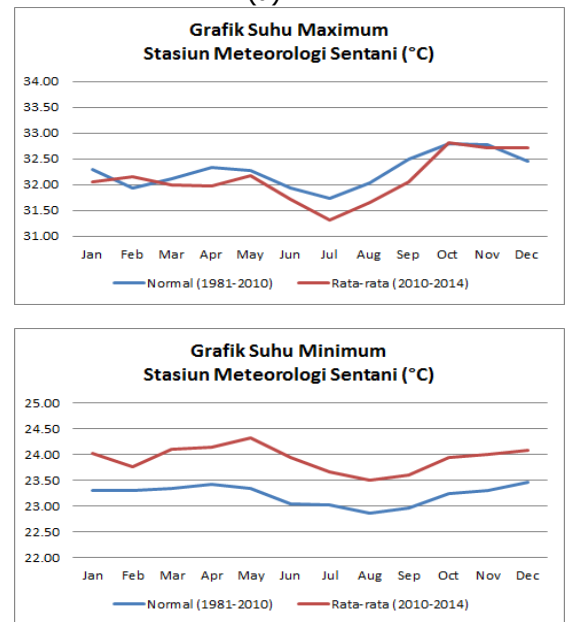 Grafik Suhu Maximum
Stasiun Meteorologi Sentani (°C)
34.00
33.50
33.00
32.50
32.00
31.50
31.00
Jan Feb Mar Apr May Jun Jul Aug Sep Oct Nov Dec
Normal (1981-2010) Rata-rata (2010-2014)
Grafik Suhu Minimum
Stasiun Meteorologi Sentani (°C)
25.00
24.50
24.00
23.50
23.00
22.50
22.00
Jan Feb Mar Apr May Jun Jul Aug Sep Oct Nov Dec
Normal (1981-2010) Rata-rata (2010-2014)